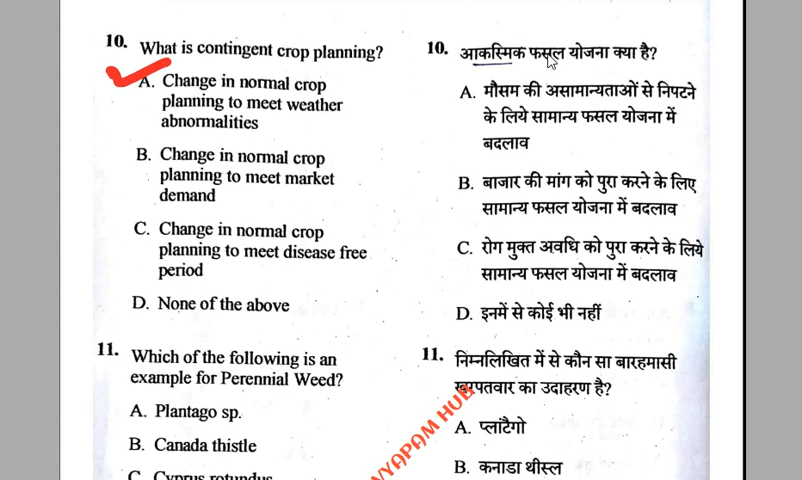 10. What is contingent crop planning?
A. Change in normal crop
planning to meet weather
abnormalities
B. Change in normal crop
planning to meet market
demand
C. Change in normal crop
planning to meet disease free
period
D. None of the above
11. Which of the following is an
example for Perennial Weed?
A. Plantago sp.
B. Canada thistle
C. Cyprus rotundus
10. आकस्मिक फसल योजना क्या है?
A. मौसम की असामान्यताओं से निपटने
के लिये सामान्य फसल योजना में
बदलाव
B. बाजार की मांग को पुरा करने के लिए
सामान्य फसल योजना में बदलाव
C. रोग मुक्त अवधि को पुरा करने के लिये
सामान्य फसल योजना में बदलाव
D. इनमें से कोई भी नहीं
11. निम्नलिखित में से कौन सा बारहमासी
खरपतवार का उदाहरण है?
A. प्लांटैगो
B. कनाडा थीस्ल
VYAPAM HUB